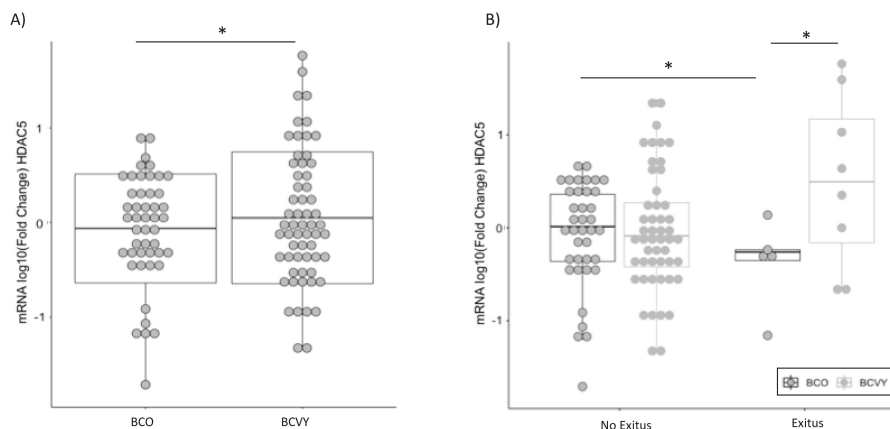 A)
*
mRNA log10(Fold Change) HDAC5
1
0
-1
BCO BCVY
B)
*
*
mRNA log10(Fold Change) HDAC5
1
0
-1
BCO BCVY
No Exitus Exitus